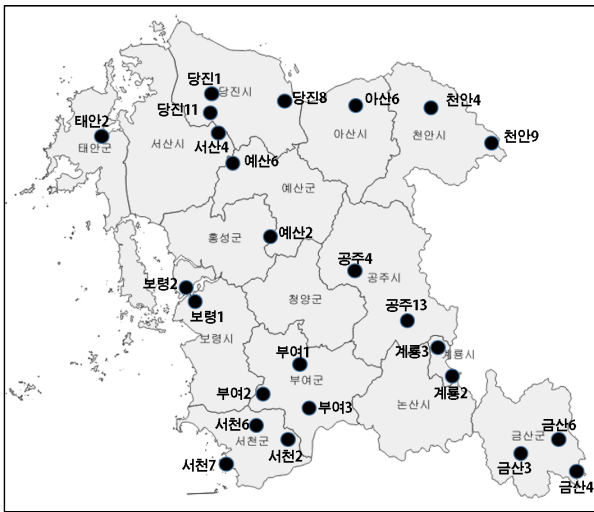 당진1
당진시
당진8
당진11
아산6
아산시
천안4
천안시
천안9
태안2
태안군
서산시
서산4
예산6
예산군
홍성군
예산2
공주4
공주시
보령2
보령1
보령시
청양군
공주13
계룡3
계룡시
계룡2
부여1
부여군
부여2
부여3
논산시
서천6
서천군
서천2
서천7
금산군
금산6
금산3
금산4